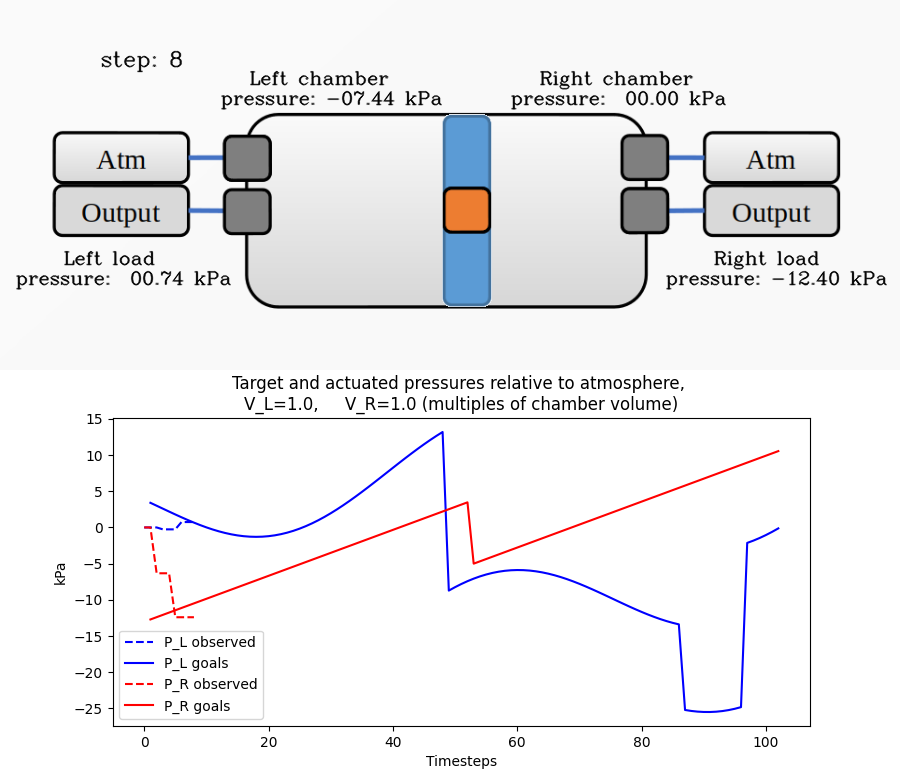 step: 8
Left chamber
pressure: −07.44 kPa
Right chamber
pressure: 00.00 kPa
Atm
Output
Atm
Output
Left load
pressure: 00.74 kPa
Right load
pressure: −12.40 kPa
Target and actuated pressures relative to atmosphere,
V_L=1.0, V_R=1.0 (multiples of chamber volume)
15
10
5
0
−5
−10
−15
−20
−25
kPa
P_L observed
P_L goals
P_R observed
P_R goals
0 20 40 60 80 100
Timesteps